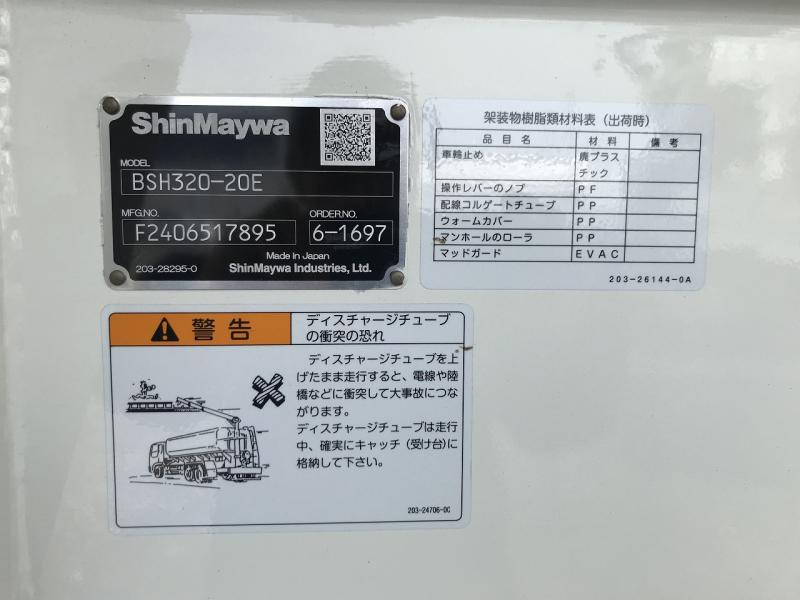 ShinMaywa
MODEL
BSH320-20E
MFG.NO.
ORDER.NO.
F2406517895
6-1697
Made in Japan
203-28295-0
ShinMaywa Industries, Ltd.
架装物樹脂類材料表（出荷時）
品目名 材料 備考
車輪止め 廃プラス
チック
操作レバーのノブ PF
配線コルゲートチューブ PP
ウォームカバー PP
マンホールのローラ PP
マッドガード EVAC
203-26144-0A
警告
ディスチャージチューブ
の衝突の恐れ
ディスチャージチューブを上
げたまま走行すると、電線や陸
橋などに衝突して大事故につな
がります。
ディスチャージチューブは走行
中、確実にキャッチ（受け台）に
格納して下さい。
203-24706-0C